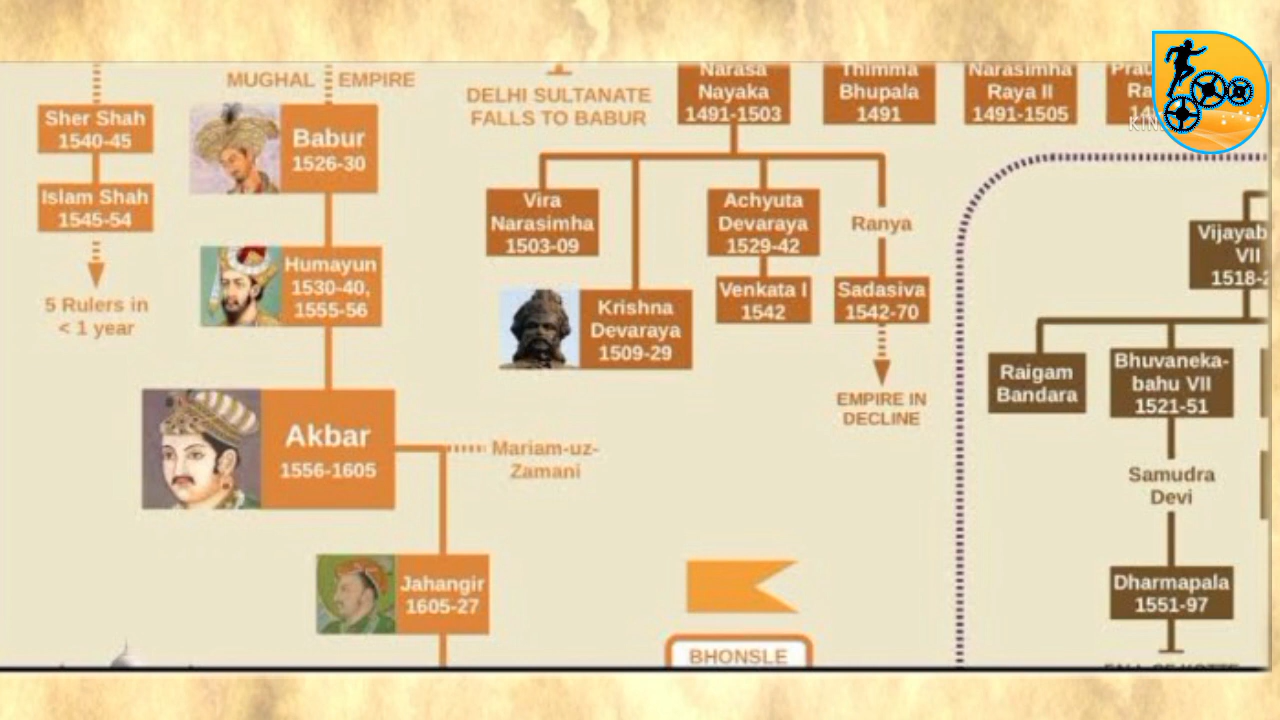 MUGHAL EMPIRE
Sher Shah
1540-45
Islam Shah
1545-54
5 Rulers in
< 1 year
Babur
1526-30
Humayun
1530-40,
1555-56
Akbar
1556-1605
Mariam-uz-
Zamani
Jahangir
1605-27
DELHI SULTANATE
FALLS TO BABUR
Narasa
Nayaka
1491-1503
Thimma
Bhupala
1491
Narasimha
Raya II
1491-1505
Vira
Narasimha
1503-09
Krishna
Devaraya
1509-29
Achyuta
Devaraya
1529-42
Venkata I
1542
Ranya
Sadasiva
1542-70
EMPIRE IN
DECLINE
BHONSLE
VII
Raigam
Bandara
Bhuvaneka-
bahu VII
1521-51
Samudra
Devi
Dharmapala
1551-97